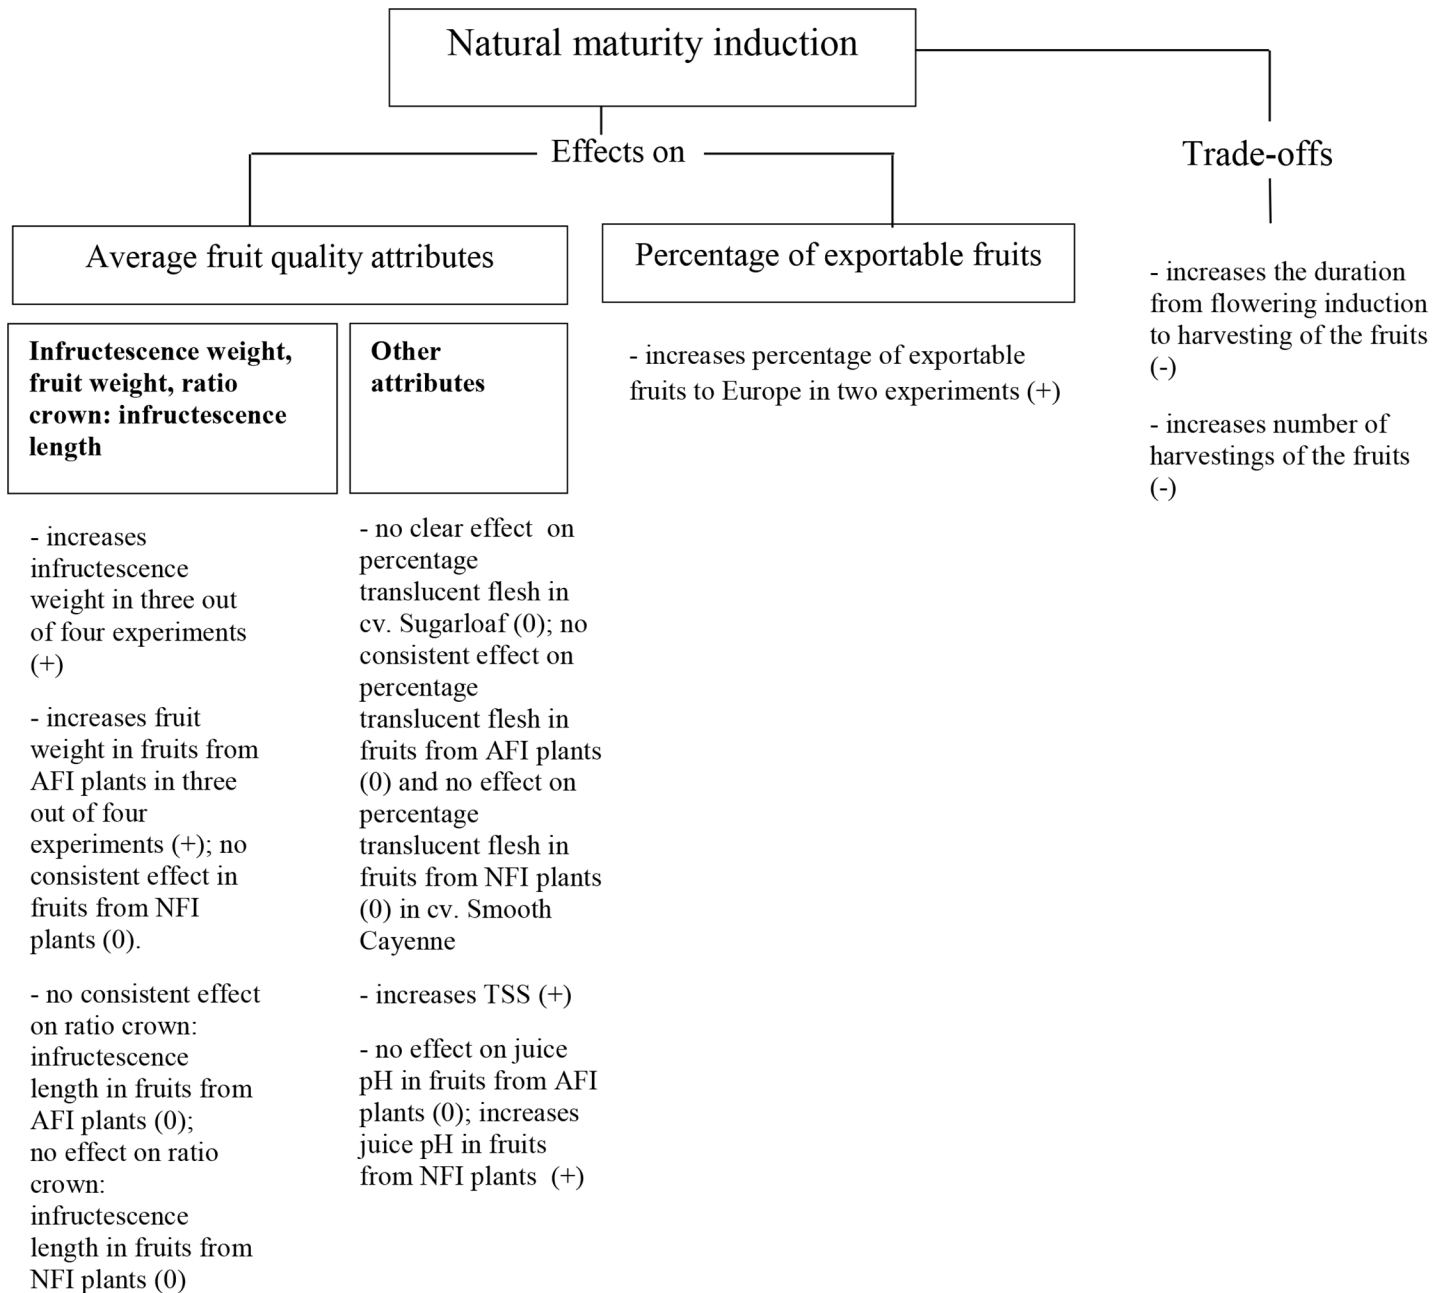 Natural maturity induction
Effects on
Trade-offs
Average fruit quality attributes
Percentage of exportable fruits
Infructescence weight,
fruit weight, ratio
crown: infructescence
length
Other
attributes
- increases
infructescence
weight in three out
of four experiments
(+)
- increases fruit
weight in fruits from
AFI plants in three
out of four
experiments (+); no
consistent effect in
fruits from NFI
plants (0).
- no consistent effect
on ratio crown:
infructescence
length in fruits from
AFI plants (0);
no effect on ratio
crown:
infructescence
length in fruits from
NFI plants (0)
- no clear effect  on
percentage
translucent flesh in
cv. Sugarloaf (0); no
consistent effect on
percentage
translucent flesh in
fruits from AFI plants
(0) and no effect on
percentage
translucent flesh in
fruits from NFI plants
(0) in cv. Smooth
Cayenne
- increases TSS (+)
- no effect on juice
pH in fruits from AFI
plants (0); increases
juice pH in fruits
from NFI plants  (+)
- increases percentage of exportable
fruits to Europe in two experiments (+)
- increases the duration
from flowering induction
to harvesting of the fruits
(-)
- increases number of
harvestings of the fruits
(-)